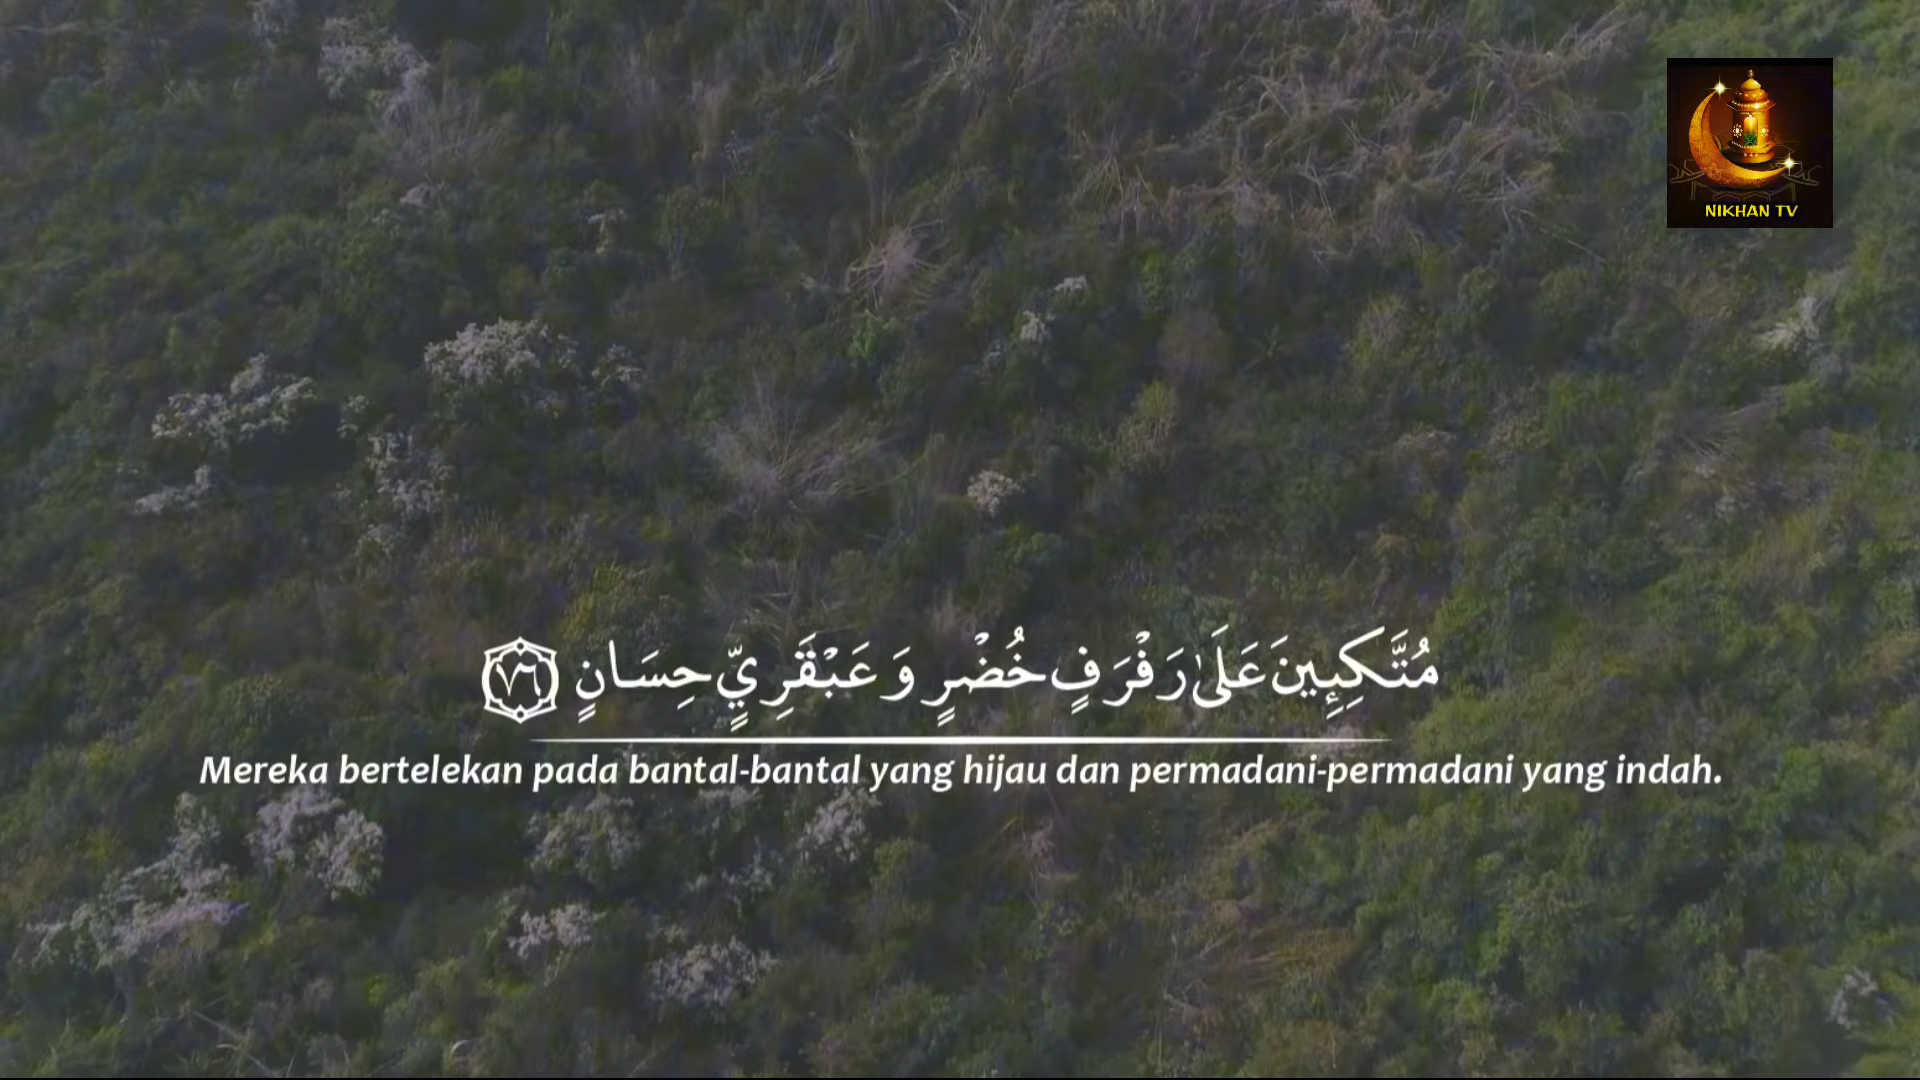 NIKHAN TV
مُتَّكِـِٔينَ عَلَىٰ رَفْرَفٍ خُضْرٍ وَعَبْقَرِيٍّ حِسَانٍ ٧٦
Mereka bertelekan pada bantal-bantal yang hijau dan permadani-permadani yang indah.